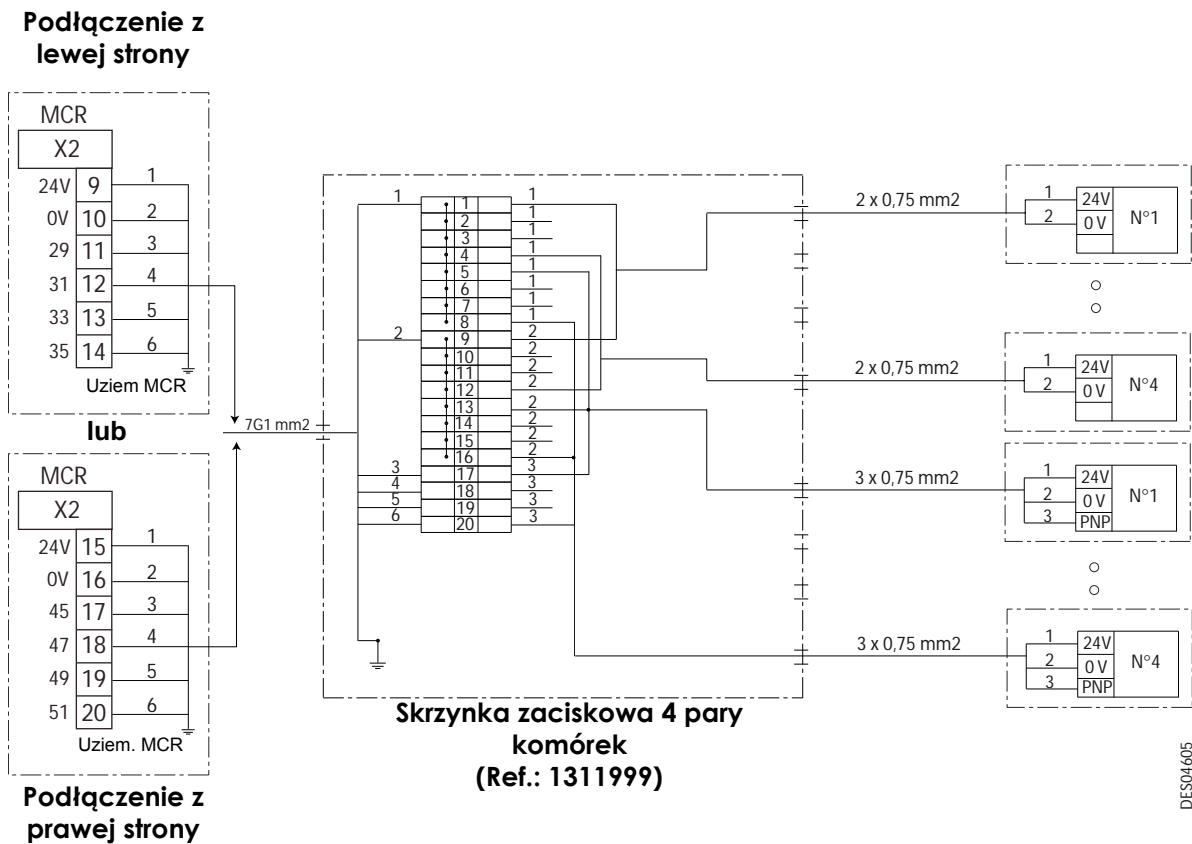 Podłączenie z
lewej strony
MCR
X2
24V 9 1
0V 10 2
29 11 3
31 12 4
33 13 5
35 14 6
Uziem MCR
lub
MCR
X2
24V 15 1
0V 16 2
45 17 3
47 18 4
49 19 5
51 20 6
Uziem. MCR
Podłączenie z
prawej strony
7G1 mm2
1 1 1
2 1
3 1
4 1
5 1
6 1
7 1
8 1
2 9 2
10 2
11 2
12 2
13 2
14 2
15 2
16 2
3 17 3
4 18 3
5 19 3
6 20 3
Skrzynka zaciskowa 4 pary
komórek
(Ref.: 1311999)
2 x 0,75 mm2
1 24V N°1
2 0 V
2 x 0,75 mm2
1 24V N°4
2 0 V
3 x 0,75 mm2
1 24V N°1
2 0 V
3 PNP
3 x 0,75 mm2
1 24V N°4
2 0 V
3 PNP
DES04605